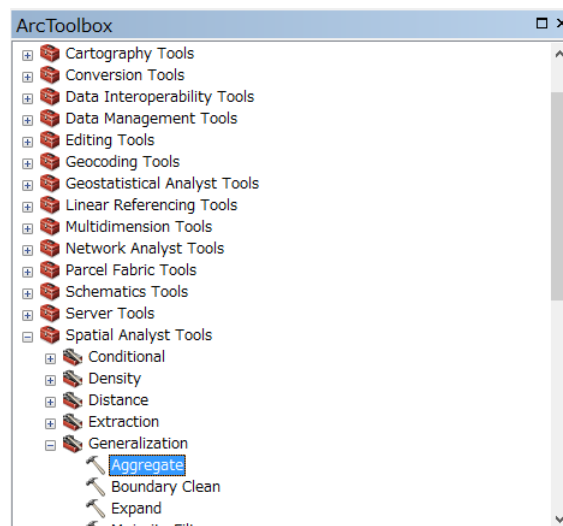 ArcToolbox
Cartography Tools
Conversion Tools
Data Interoperability Tools
Data Management Tools
Editing Tools
Geocoding Tools
Geostatistical Analyst Tools
Linear Referencing Tools
Multidimension Tools
Network Analyst Tools
Parcel Fabric Tools
Schematics Tools
Server Tools
Spatial Analyst Tools
Conditional
Density
Distance
Extraction
Generalization
Aggregate
Boundary Clean
Expand